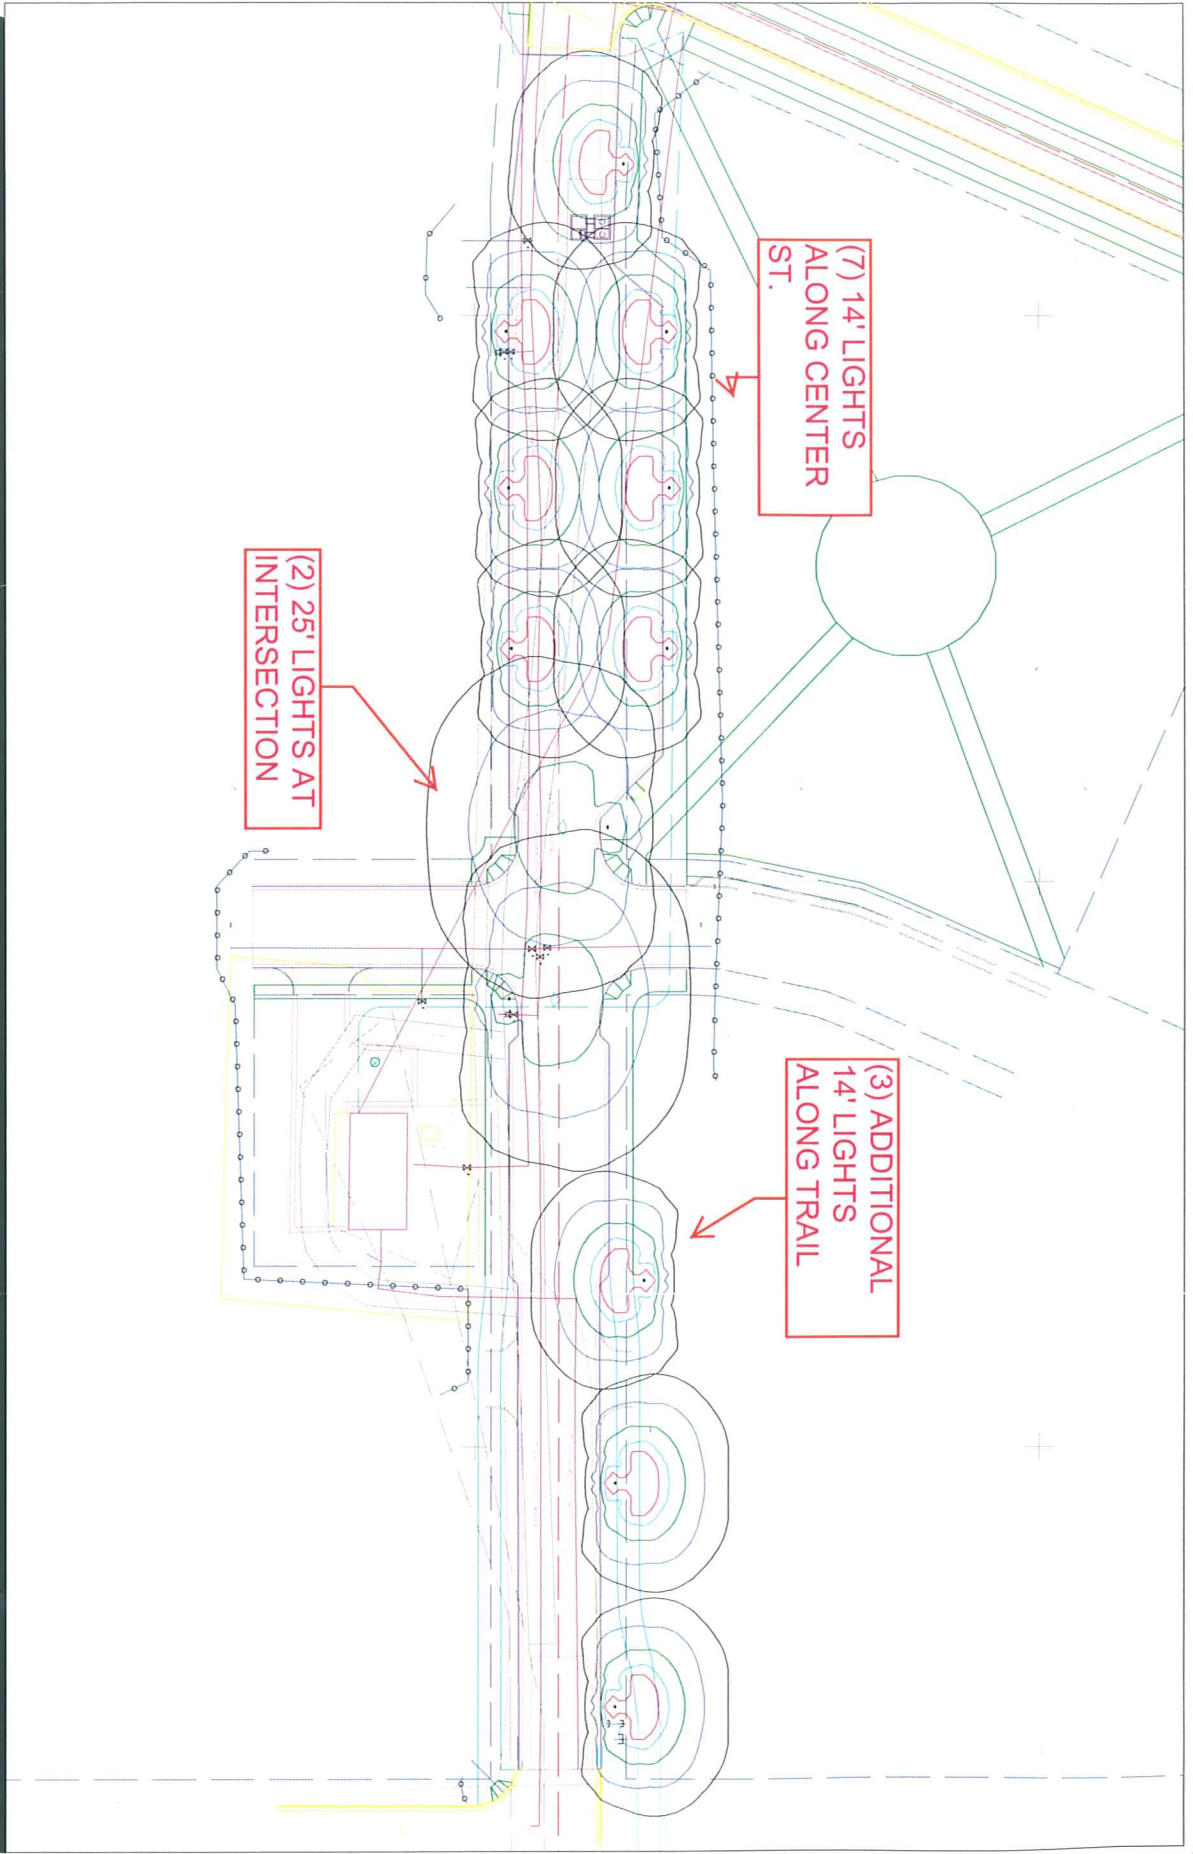 (7) 14' LIGHTS
ALONG CENTER
ST.
(2) 25' LIGHTS AT
INTERSECTION
(3) ADDITIONAL
14' LIGHTS
ALONG TRAIL